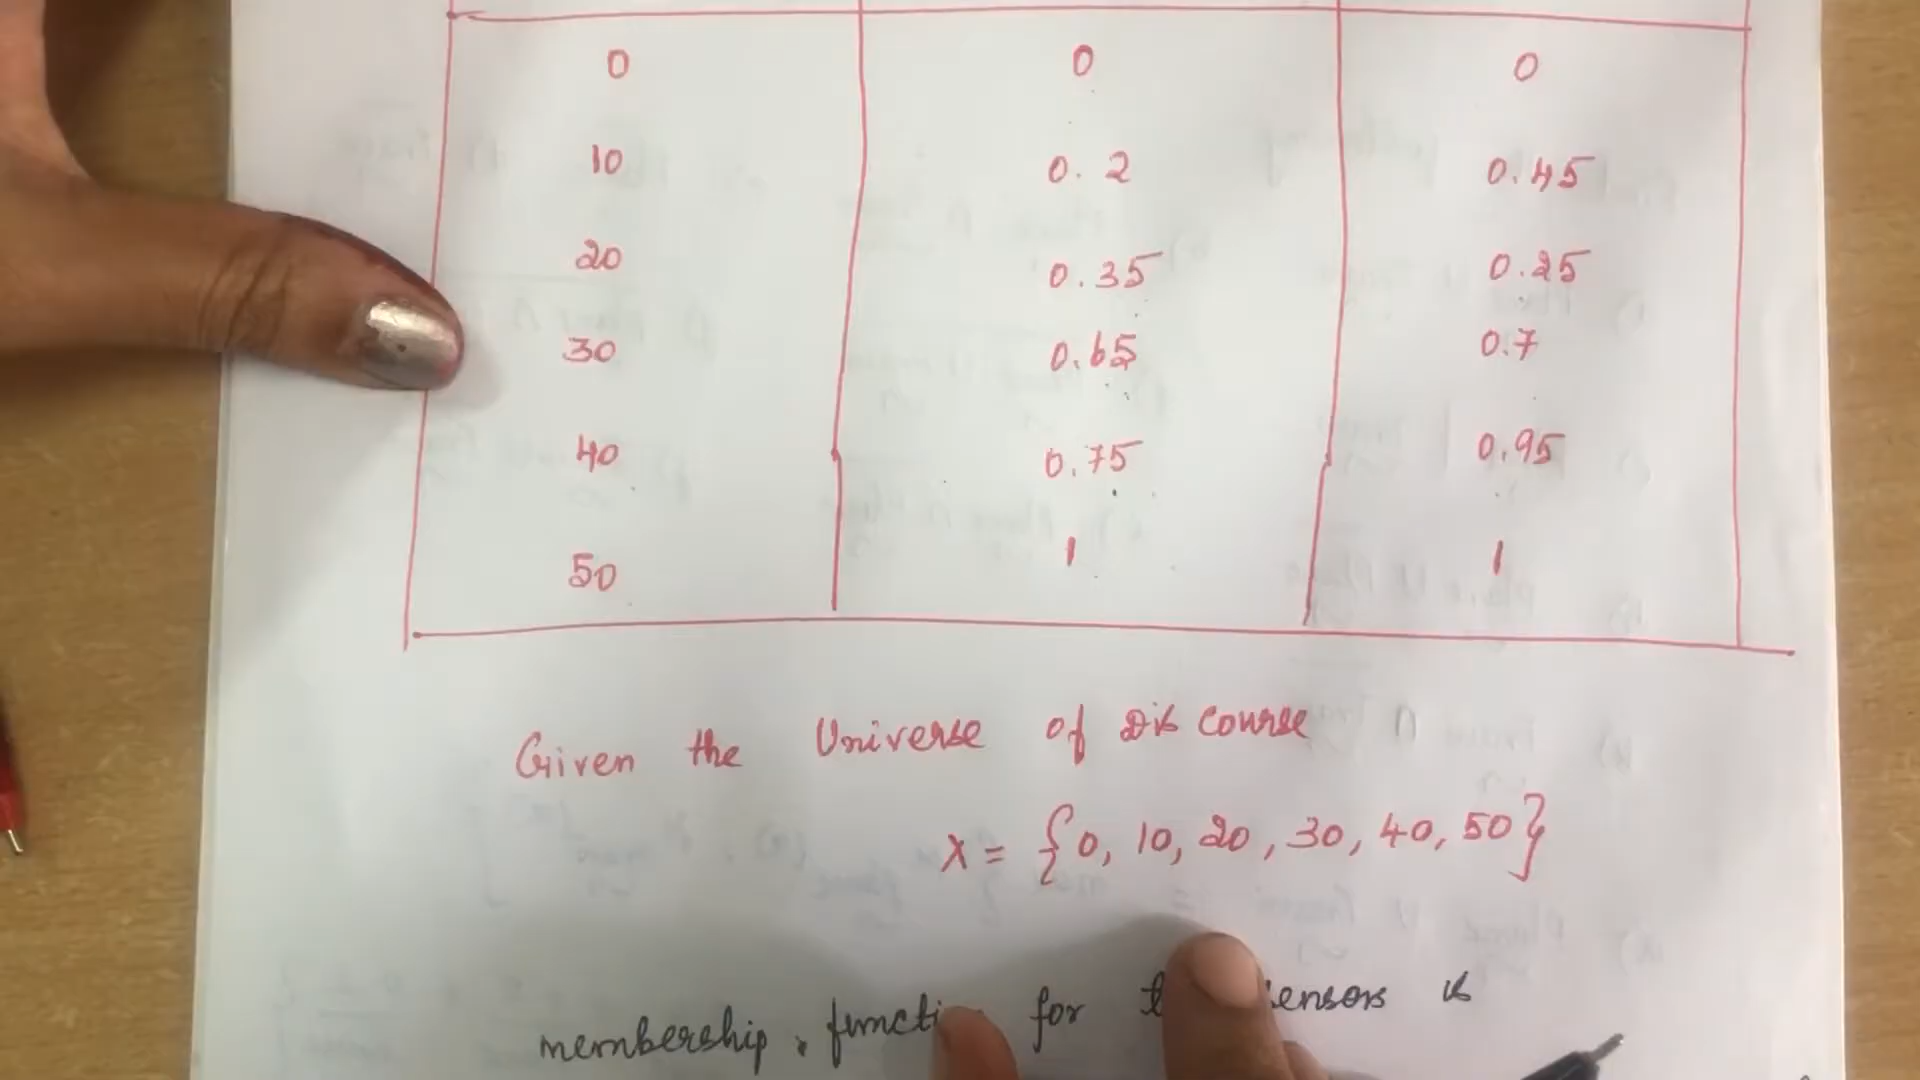 0 0 0
10 0.2 0.45
20 0.35 0.25
30 0.65 0.7
40 0.75 0.95
50 1 1
Given the Universe of Discourse
X = {0, 10, 20, 30, 40, 50}
membership function for sensors is